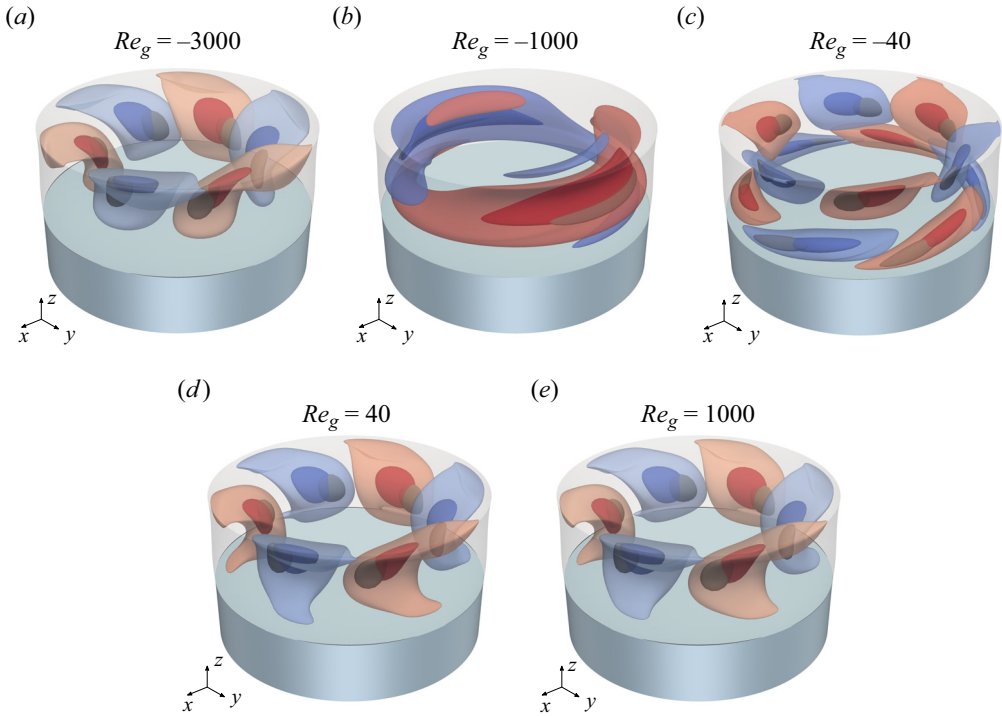 (a)
Re_g = –3000
z
x
y
(b)
Re_g = –1000
z
x
y
(c)
Re_g = –40
z
x
y
(d)
Re_g = 40
z
x
y
(e)
Re_g = 1000
z
x
y